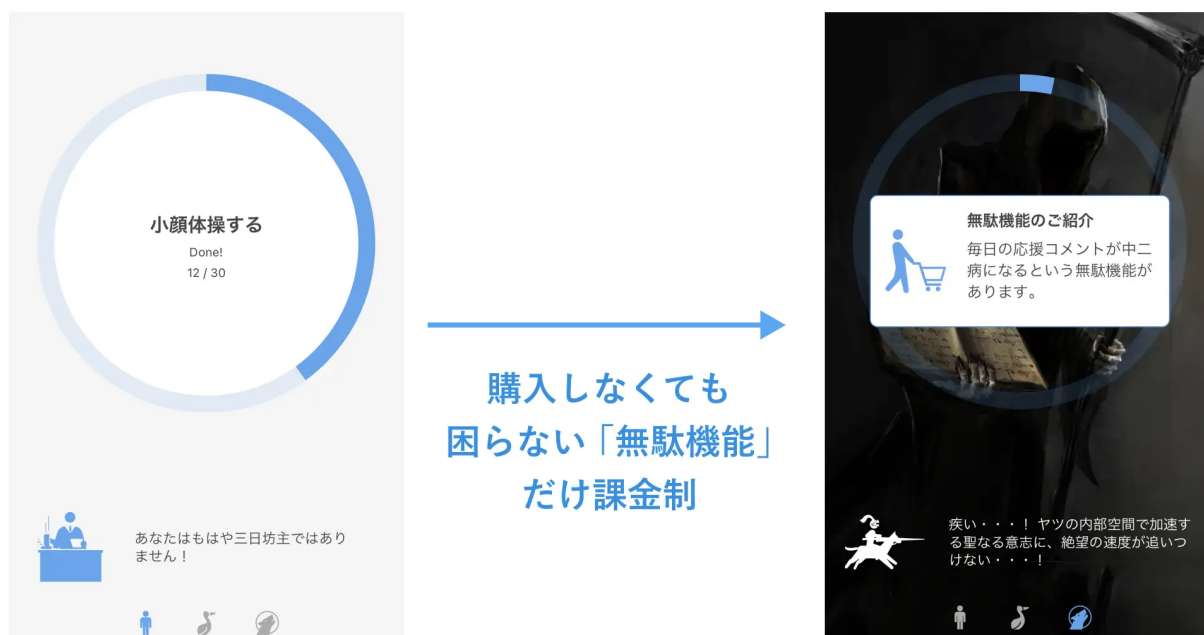 小顔体操する
Done!
12 / 30
あなたはもはや三日坊主ではあり
ません！
購入しなくても
困らない「無駄機能」
だけ課金制
無駄機能のご紹介
毎日の応援コメントが中二
病になるという無駄機能が
あります。
疾い・・・！ ヤツの内部空間で加速す
る聖なる意志に、絶望の速度が追いつ
けない・・・！